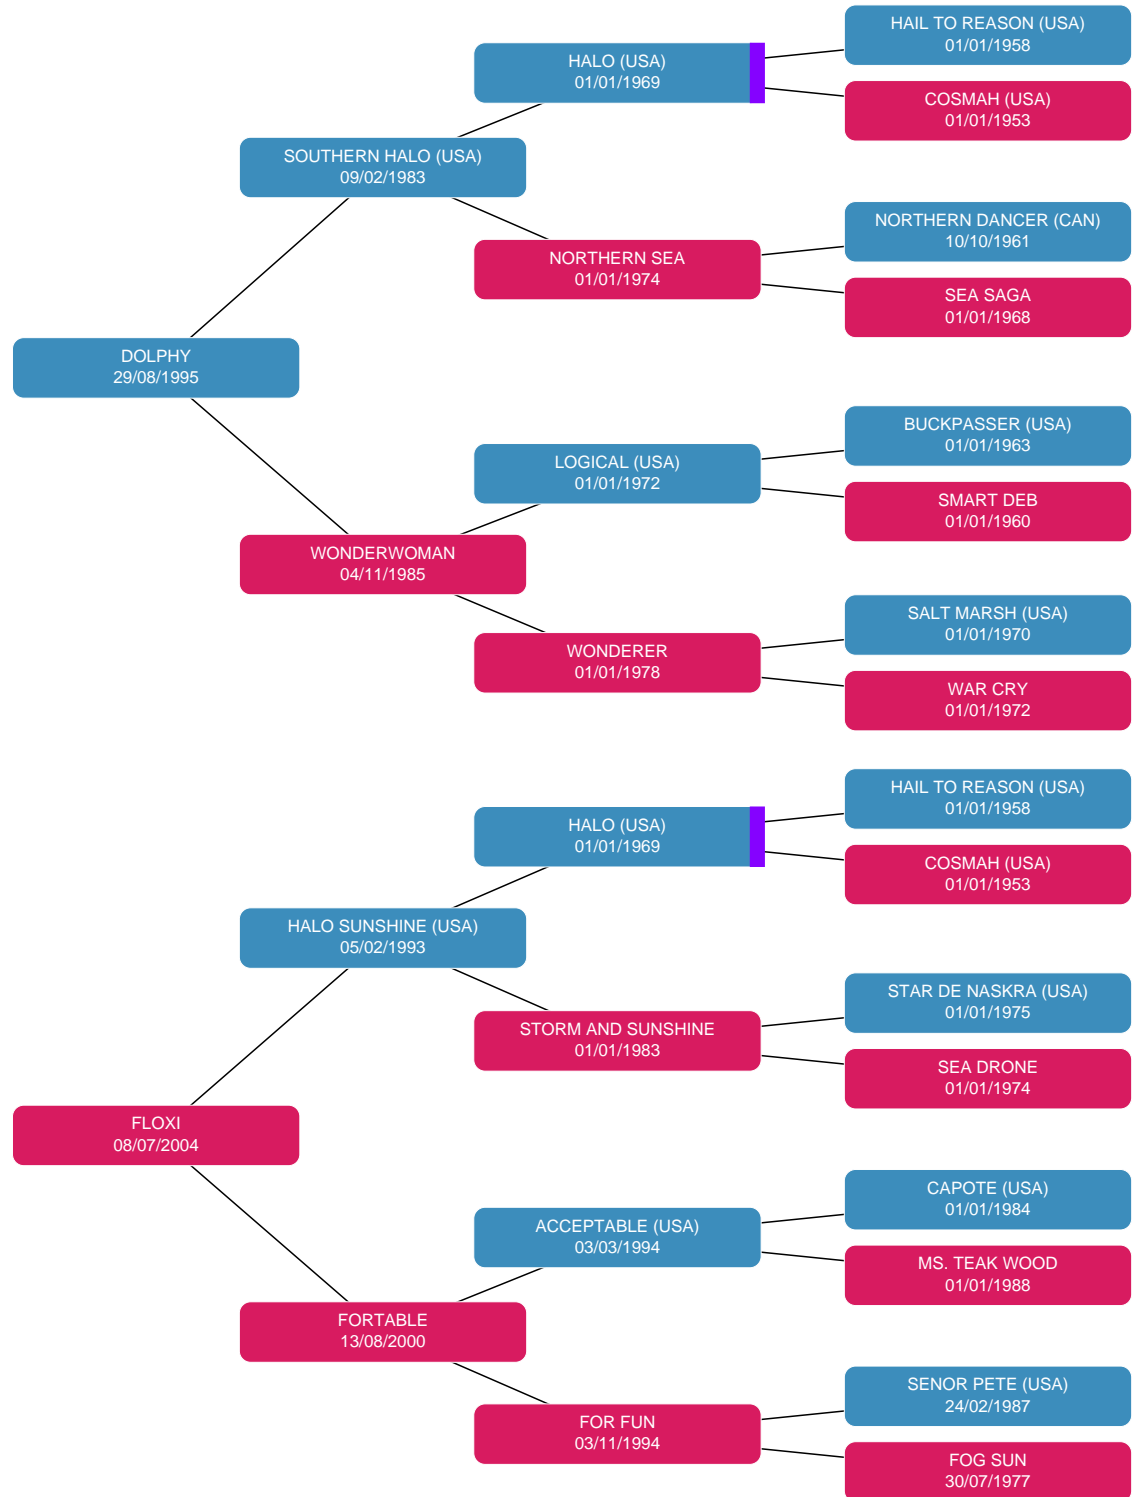 HAIL TO REASON (USA)
01/01/1958
HALO (USA)
01/01/1969
COSMAH (USA)
01/01/1953
SOUTHERN HALO (USA)
09/02/1983
NORTHERN DANCER (CAN)
10/10/1961
NORTHERN SEA
01/01/1974
SEA SAGA
01/01/1968
DOLPHY
29/08/1995
BUCKPASSER (USA)
01/01/1963
LOGICAL (USA)
01/01/1972
SMART DEB
01/01/1960
WONDERWOMAN
04/11/1985
SALT MARSH (USA)
01/01/1970
WONDERER
01/01/1978
WAR CRY
01/01/1972
HAIL TO REASON (USA)
01/01/1958
HALO (USA)
01/01/1969
COSMAH (USA)
01/01/1953
HALO SUNSHINE (USA)
05/02/1993
STAR DE NASKRA (USA)
01/01/1975
STORM AND SUNSHINE
01/01/1983
SEA DRONE
01/01/1974
FLOXI
08/07/2004
CAPOTE (USA)
01/01/1984
ACCEPTABLE (USA)
03/03/1994
MS. TEAK WOOD
01/01/1988
FORTABLE
13/08/2000
SENOR PETE (USA)
24/02/1987
FOR FUN
03/11/1994
FOG SUN
30/07/1977